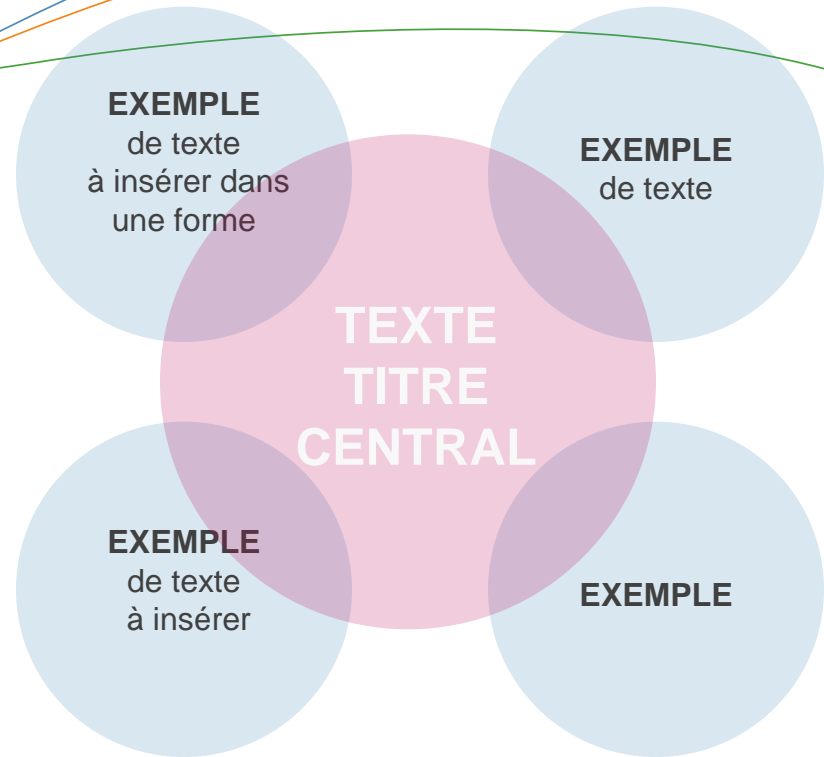 EXEMPLE
de texte
à insérer dans
une forme
EXEMPLE
de texte
TEXTE
TITRE
CENTRAL
EXEMPLE
de texte
à insérer
EXEMPLE